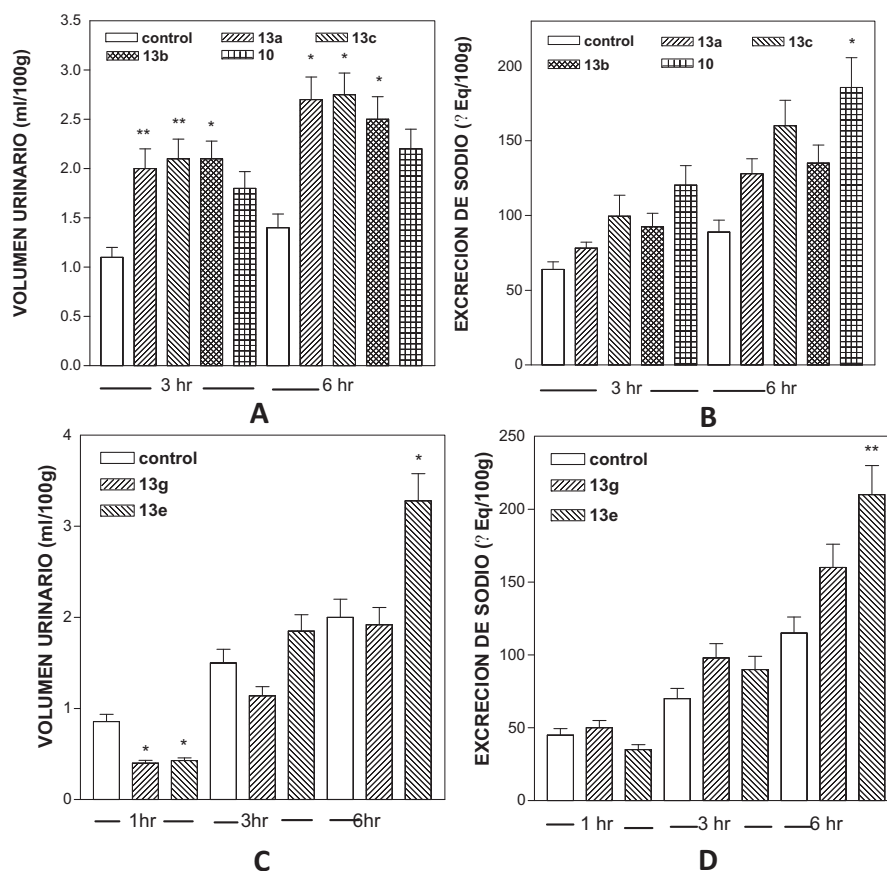 VOLUMEN URINARIO (ml/100g)
3.5
3.0
2.5
2.0
1.5
1.0
0.5
0.0
control 13a 13c
13b 10
** ** * * * *
3 hr 6 hr
A
EXCRECION DE SODIO (? Eq/100g)
200
150
100
50
0
control 13a 13c
13b 10
*
3 hr 6 hr
B
VOLUMEN URINARIO (ml/100g)
4
3
2
1
0
control
13g
13e
* * *
1hr 3hr 6hr
C
EXCRECION DE SODIO (? Eq/100g)
250
200
150
100
50
0
control
13g
13e
**
1 hr 3 hr 6 hr
D